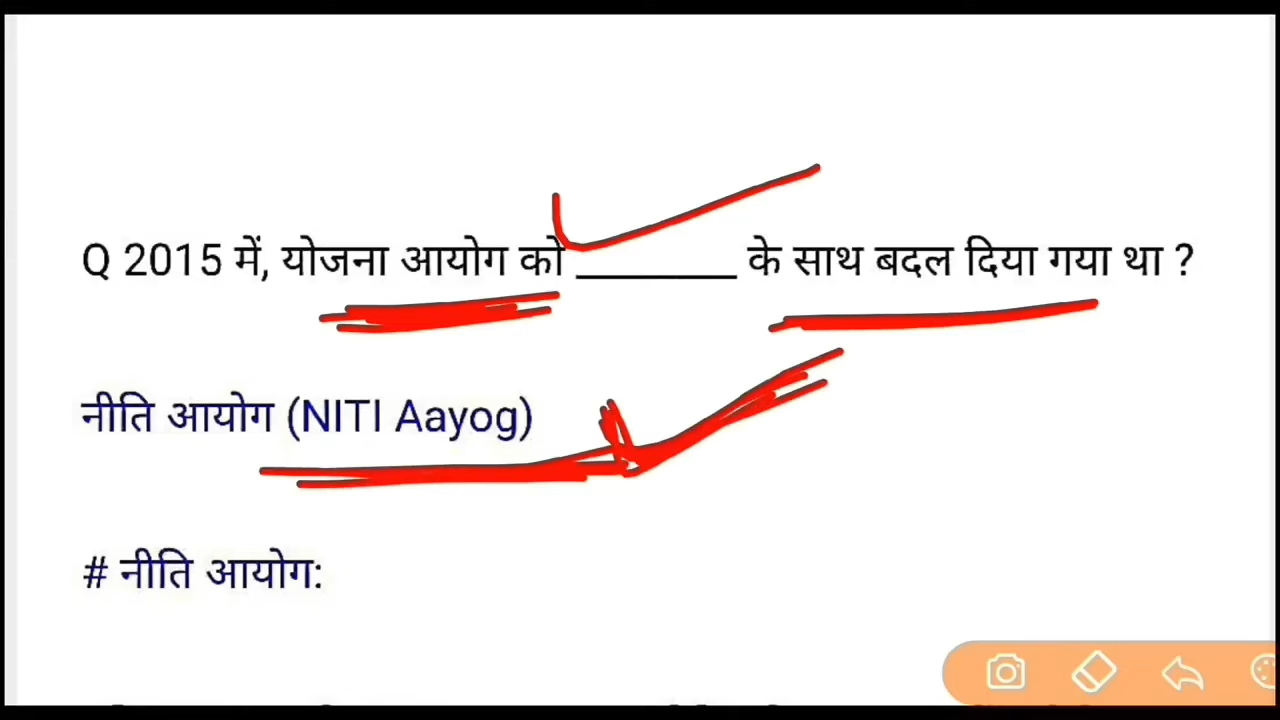 Q 2015 में, योजना आयोग को ________ के साथ बदल दिया गया था ?
नीति आयोग (NITI Aayog)
# नीति आयोग: